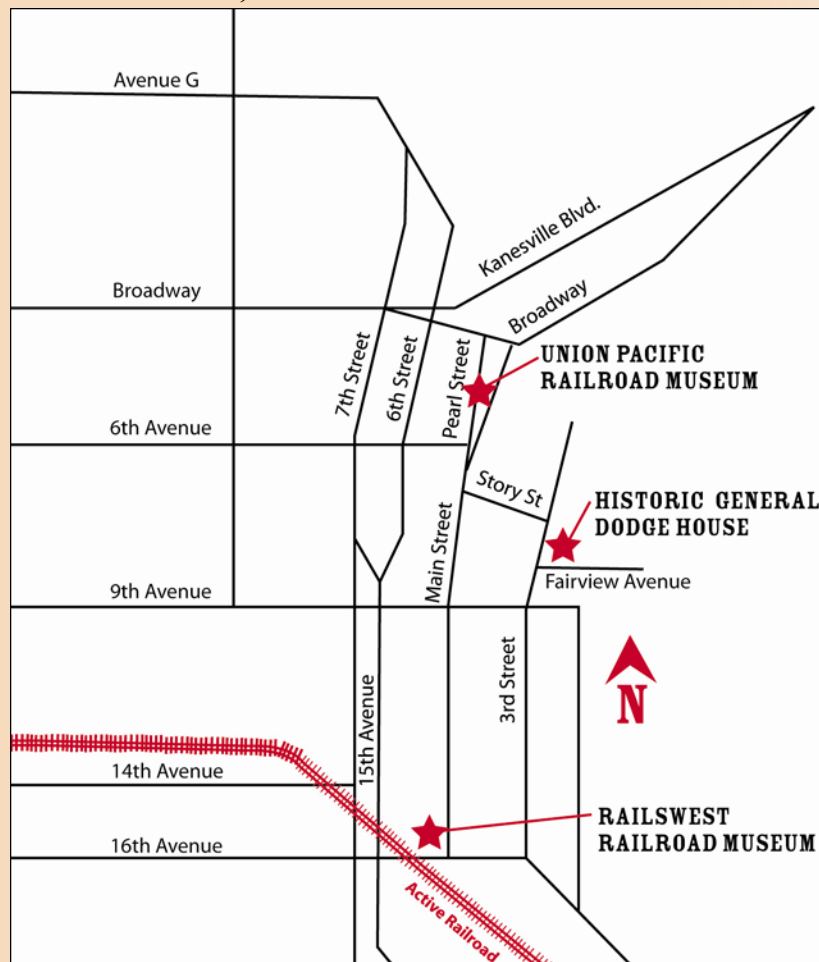 Avenue G
Kanesville Blvd.
Broadway
Broadway
UNION PACIFIC
RAILROAD MUSEUM
7th Street
6th Street
Pearl Street
6th Avenue
Story St
HISTORIC GENERAL
DODGE HOUSE
Main Street
Fairview Avenue
9th Avenue
3rd Street
N
15th Avenue
14th Avenue
RAILSWEST
RAILROAD MUSEUM
16th Avenue
Active Railroad